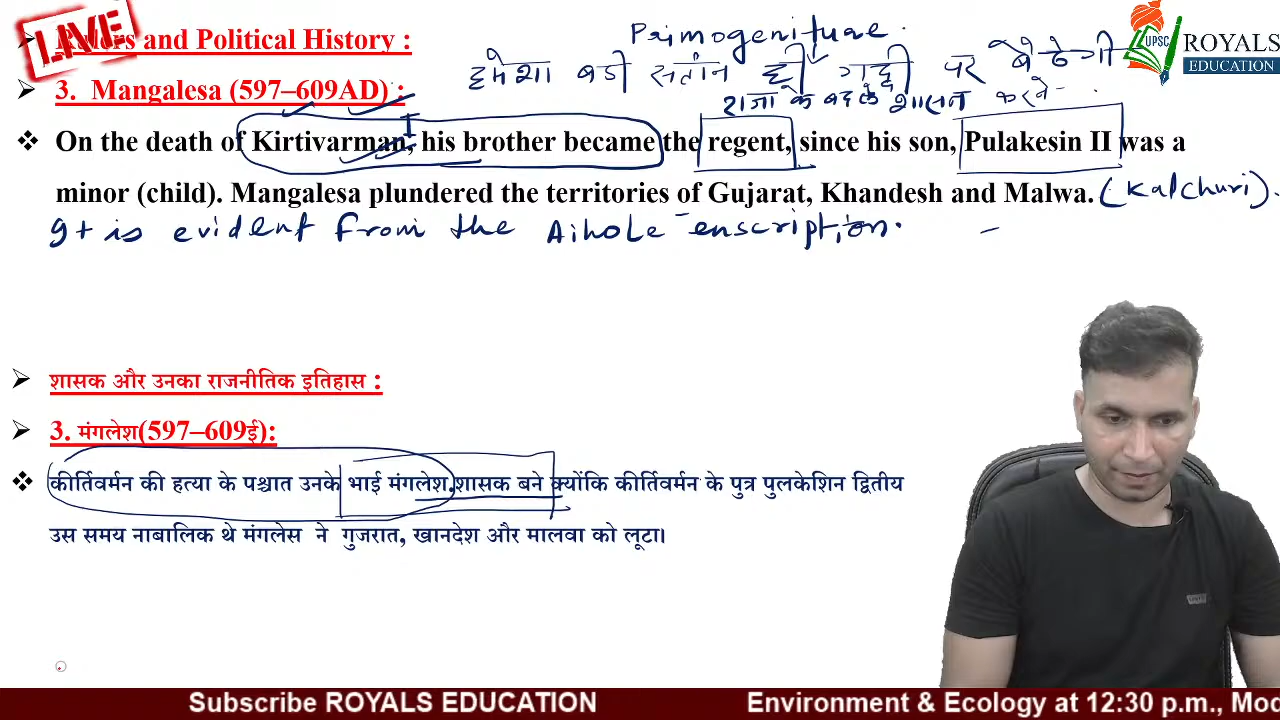 LIVE
Rulers and Political History :
Primogeniture.
हमेशा बडी संतान ही गद्दी पर बैठेगी
UPSC ROYALS EDUCATION
3. Mangalesa (597–609AD) :
राजा के बदले शासन करने
On the death of Kirtivarman I, his brother became the regent, since his son, Pulakesin II was a
minor (child). Mangalesa plundered the territories of Gujarat, Khandesh and Malwa. (Kalchuri).
It is evident from the Aihole enscription.
शासक और उनका राजनीतिक इतिहास :
3. मंगलेश(597–609ई):
कीर्तिवर्मन की हत्या के पश्चात उनके भाई मंगलेश,शासक बने क्योंकि कीर्तिवर्मन के पुत्र पुलकेशिन द्वितीय
उस समय नाबालिक थे मंगलेस ने गुजरात, खानदेश और मालवा को लूटा।
Subscribe ROYALS EDUCATION Environment & Ecology at 12:30 p.m., Mod